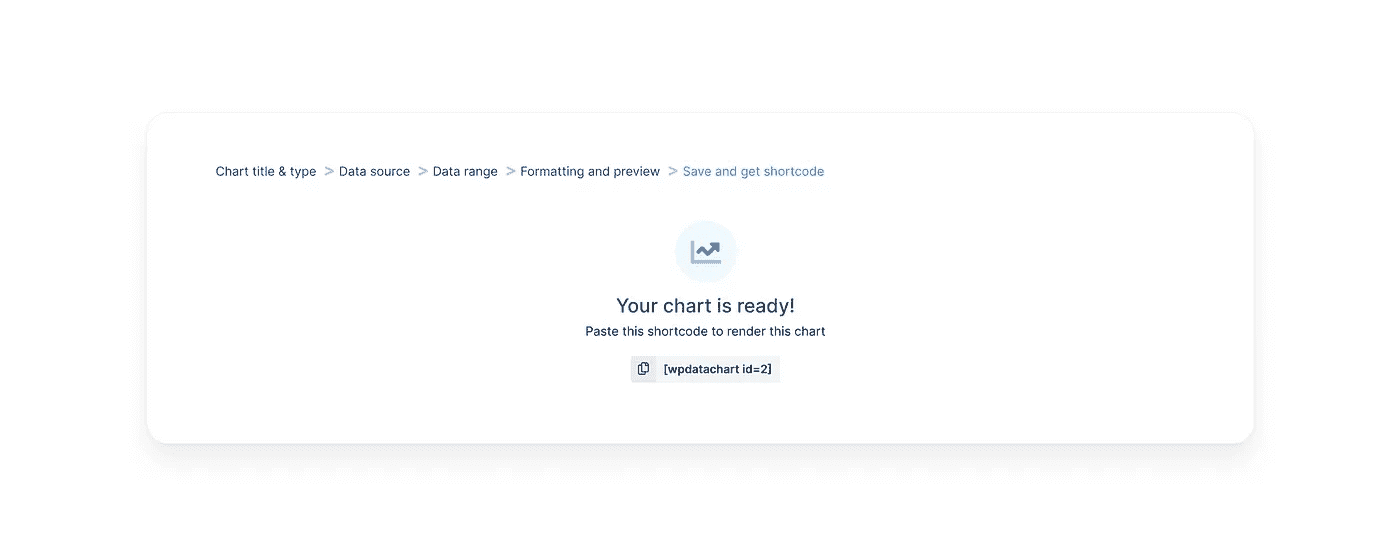 Chart title & type > Data source > Data range > Formatting and preview > Save and get shortcode
Your chart is ready!
Paste this shortcode to render this chart
[wpdatachart id=2]